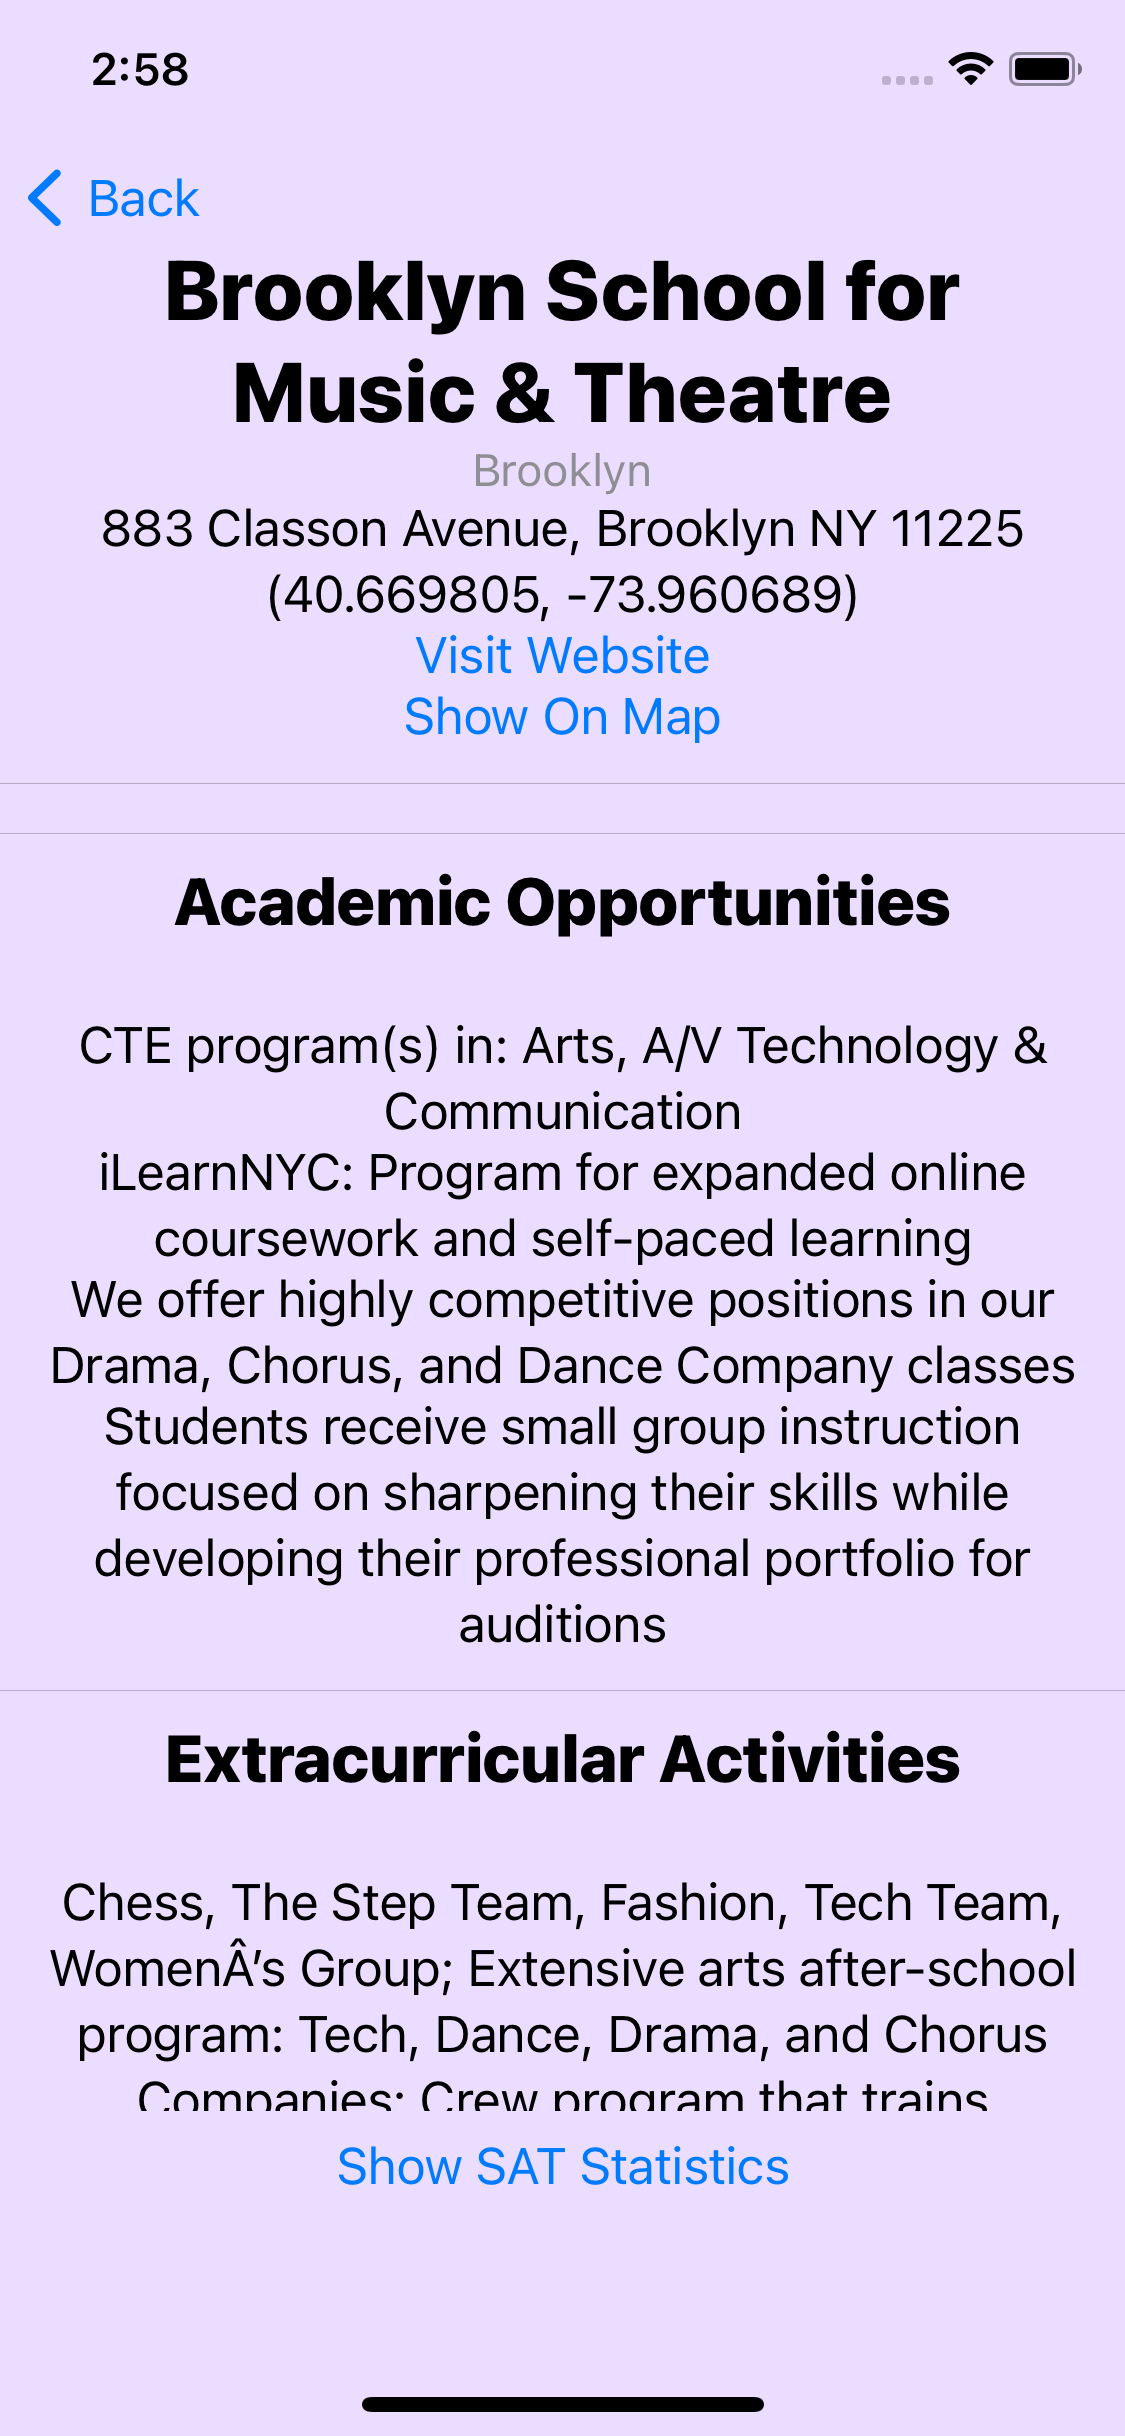 2:58
Back
Brooklyn School for
Music & Theatre
Brooklyn
883 Classon Avenue, Brooklyn NY 11225
(40.669805, -73.960689)
Visit Website
Show On Map
Academic Opportunities
CTE program(s) in: Arts, A/V Technology &
Communication
iLearnNYC: Program for expanded online
coursework and self-paced learning
We offer highly competitive positions in our
Drama, Chorus, and Dance Company classes
Students receive small group instruction
focused on sharpening their skills while
developing their professional portfolio for
auditions
Extracurricular Activities
Chess, The Step Team, Fashion, Tech Team,
WomenÂ’s Group; Extensive arts after-school
program: Tech, Dance, Drama, and Chorus
Companies; Crew program that trains
Show SAT Statistics